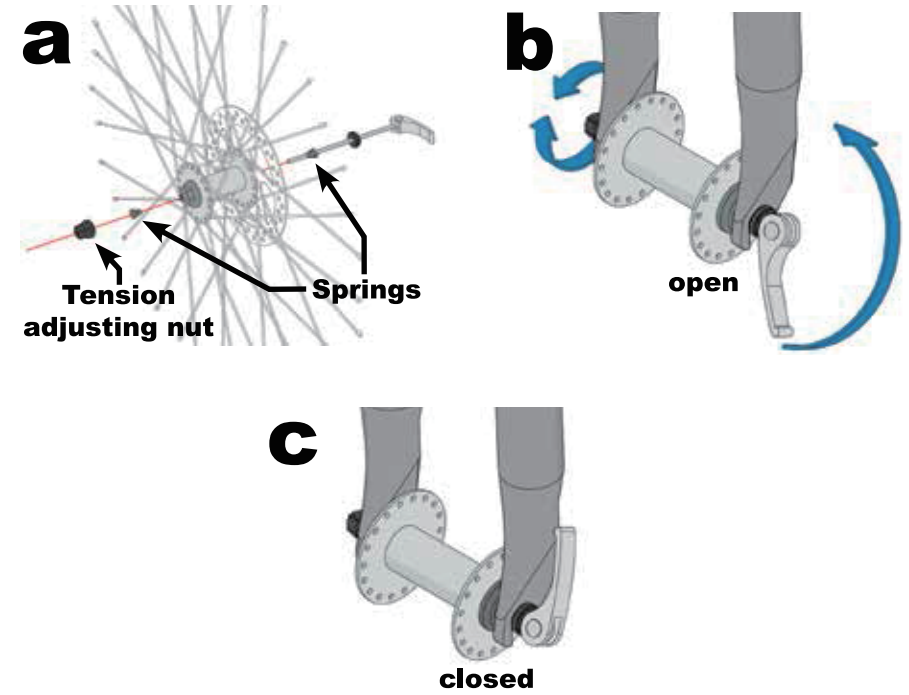 a
b
Tension
adjusting nut
Springs
open
c
closed